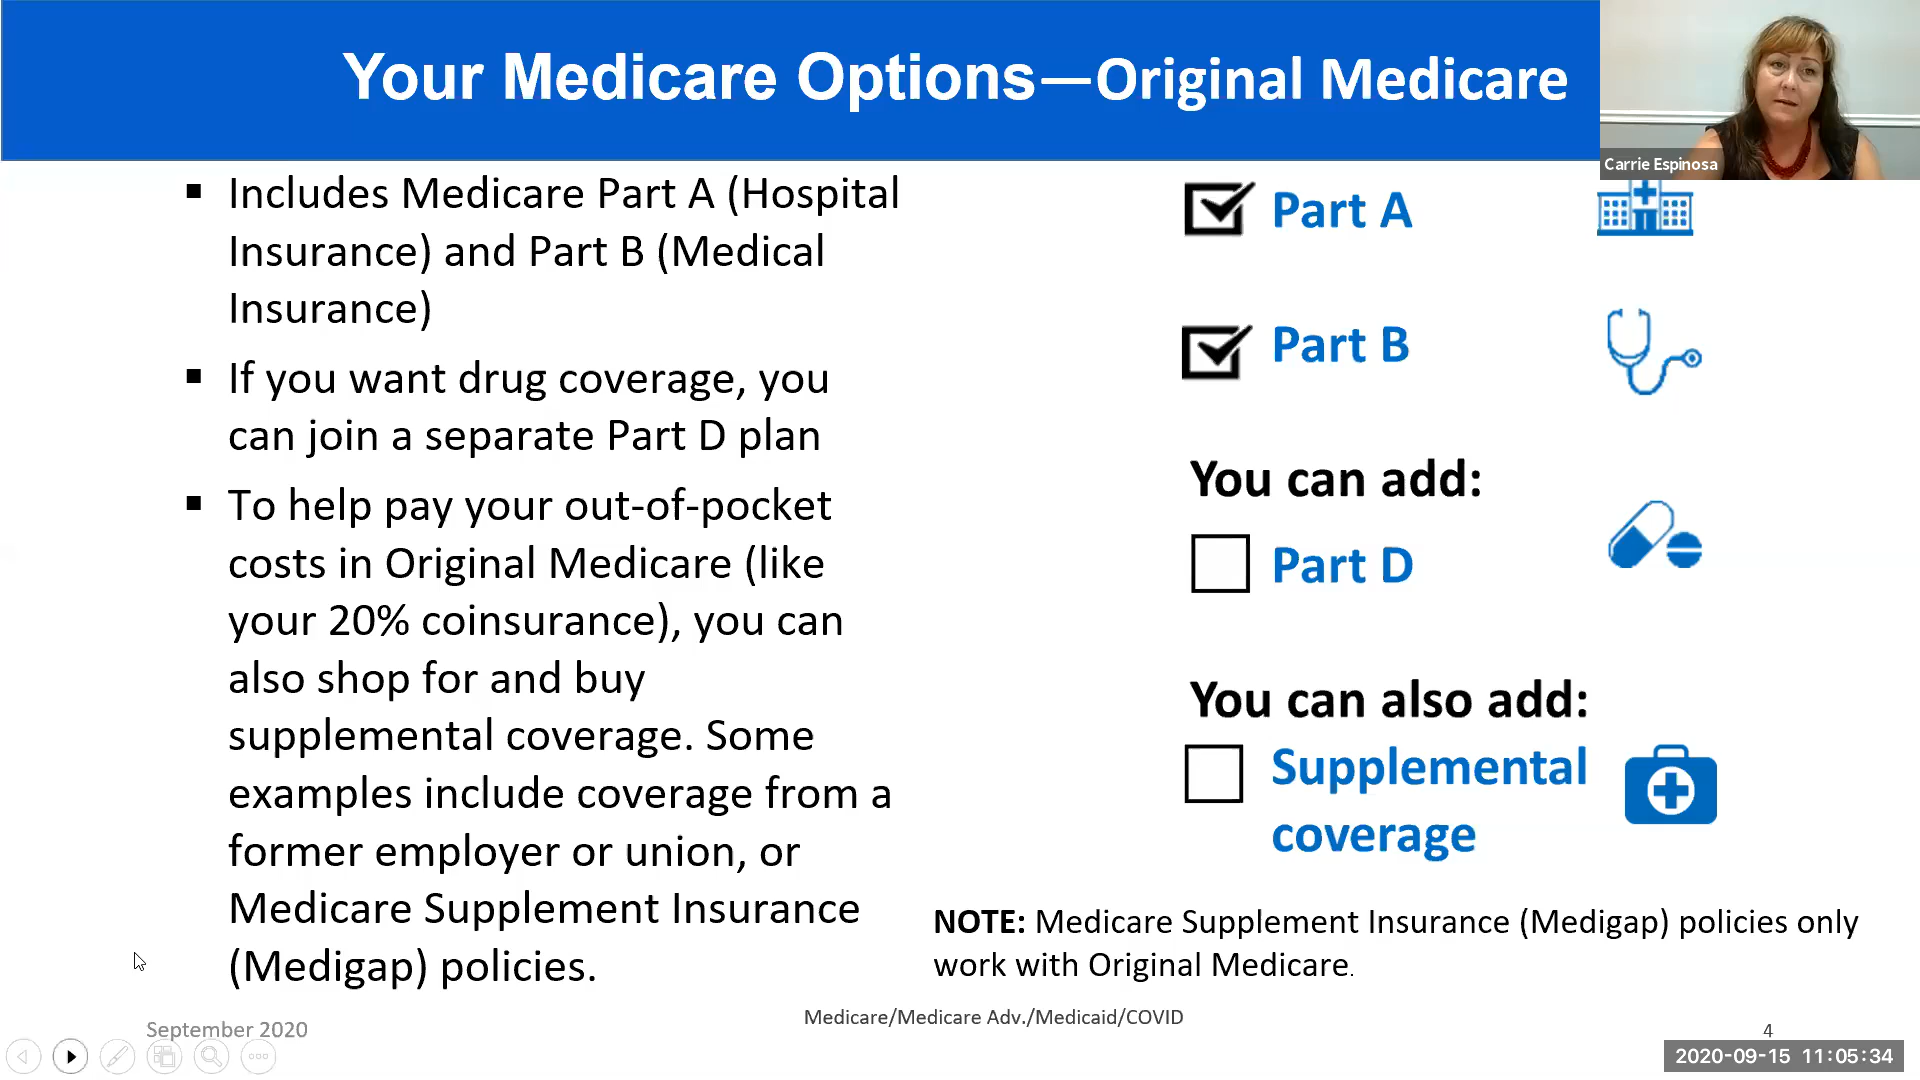 Your Medicare Options—Original Medicare
Carrie Espinosa
▪ Includes Medicare Part A (Hospital
Insurance) and Part B (Medical
Insurance)
▪ If you want drug coverage, you
can join a separate Part D plan
▪ To help pay your out-of-pocket
costs in Original Medicare (like
your 20% coinsurance), you can
also shop for and buy
supplemental coverage. Some
examples include coverage from a
former employer or union, or
Medicare Supplement Insurance
(Medigap) policies.
Part A
Part B
You can add:
Part D
You can also add:
Supplemental
coverage
NOTE: Medicare Supplement Insurance (Medigap) policies only
work with Original Medicare.
September 2020
Medicare/Medicare Adv./Medicaid/COVID
4
2020-09-15 11:05:34